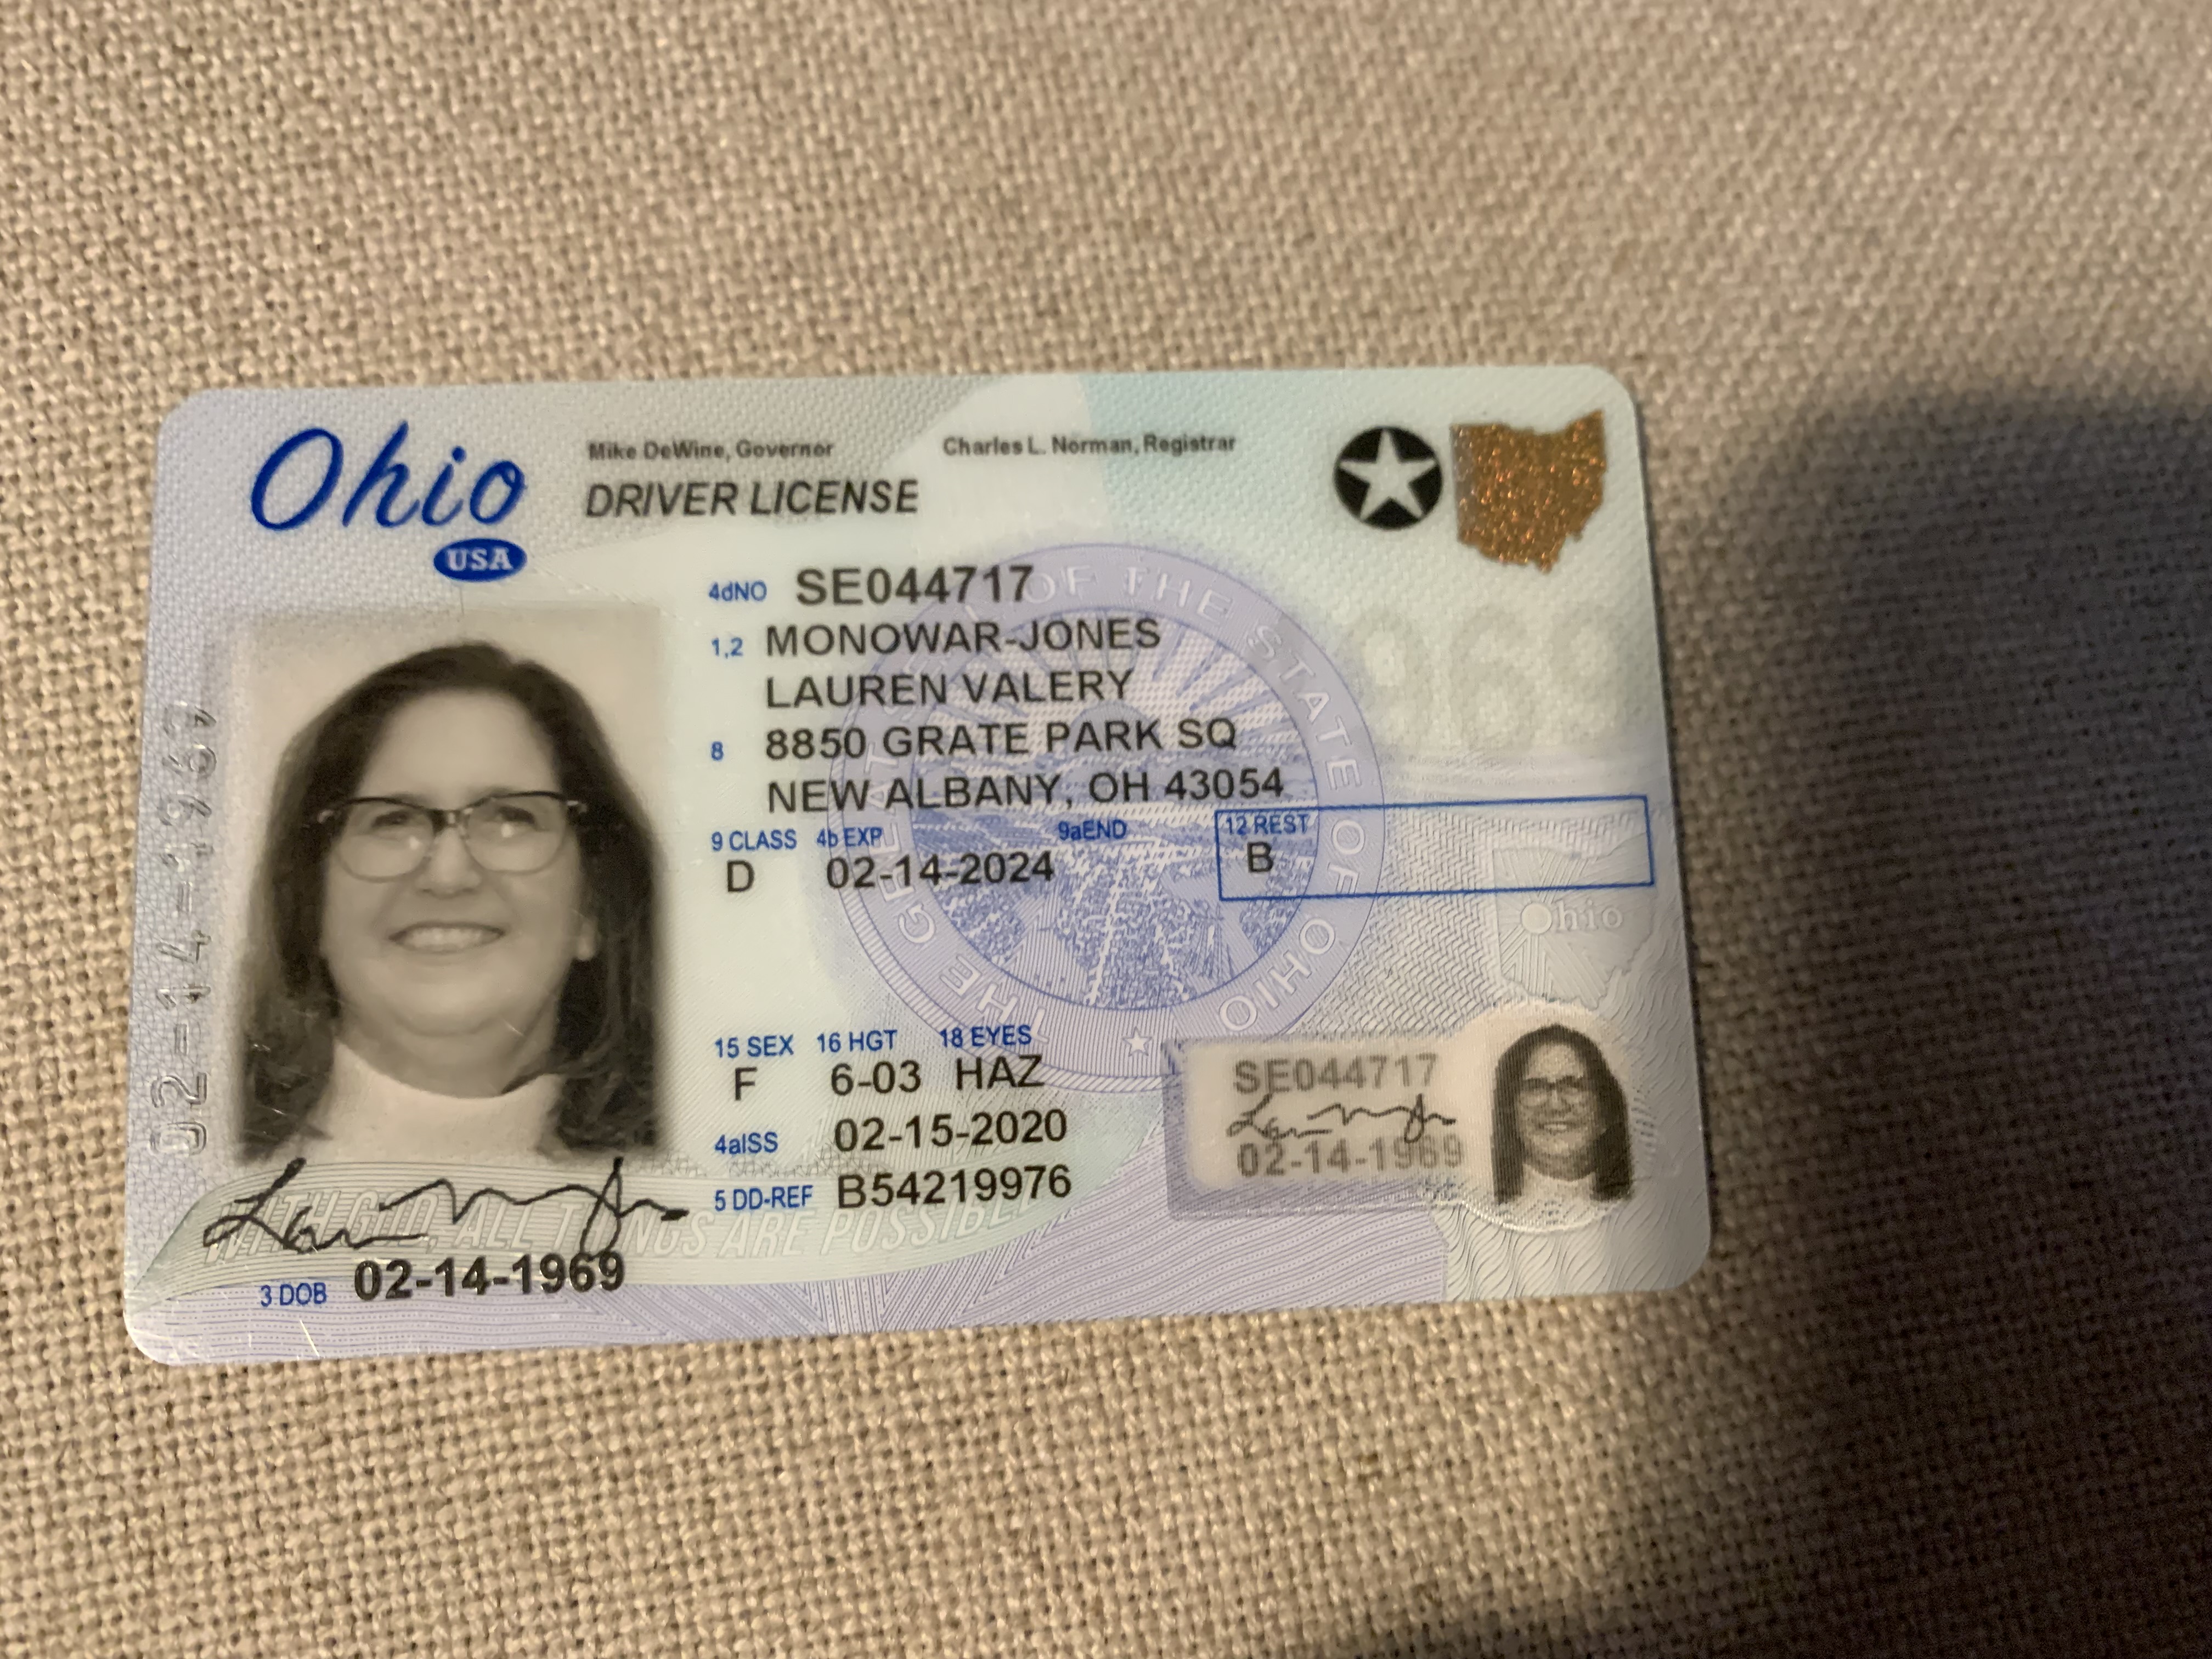 Ohio
USA
Mike DeWine, Governor Charles L. Norman, Registrar
DRIVER LICENSE
4dNO SE044717
1,2 MONOWAR-JONES
LAUREN VALERY
8 8850 GRATE PARK SQ
NEW ALBANY, OH 43054
9 CLASS 4b EXP 9aEND 12 REST
D 02-14-2024 B
15 SEX 16 HGT 18 EYES
F 6-03 HAZ
4aISS 02-15-2020
5 DD-REF B54219976
3 DOB 02-14-1969
02-14-1969
THE GREAT SEAL OF THE STATE OF OHIO
WITH GOD, ALL THINGS ARE POSSIBLE
Ohio
SE044717
02-14-1969